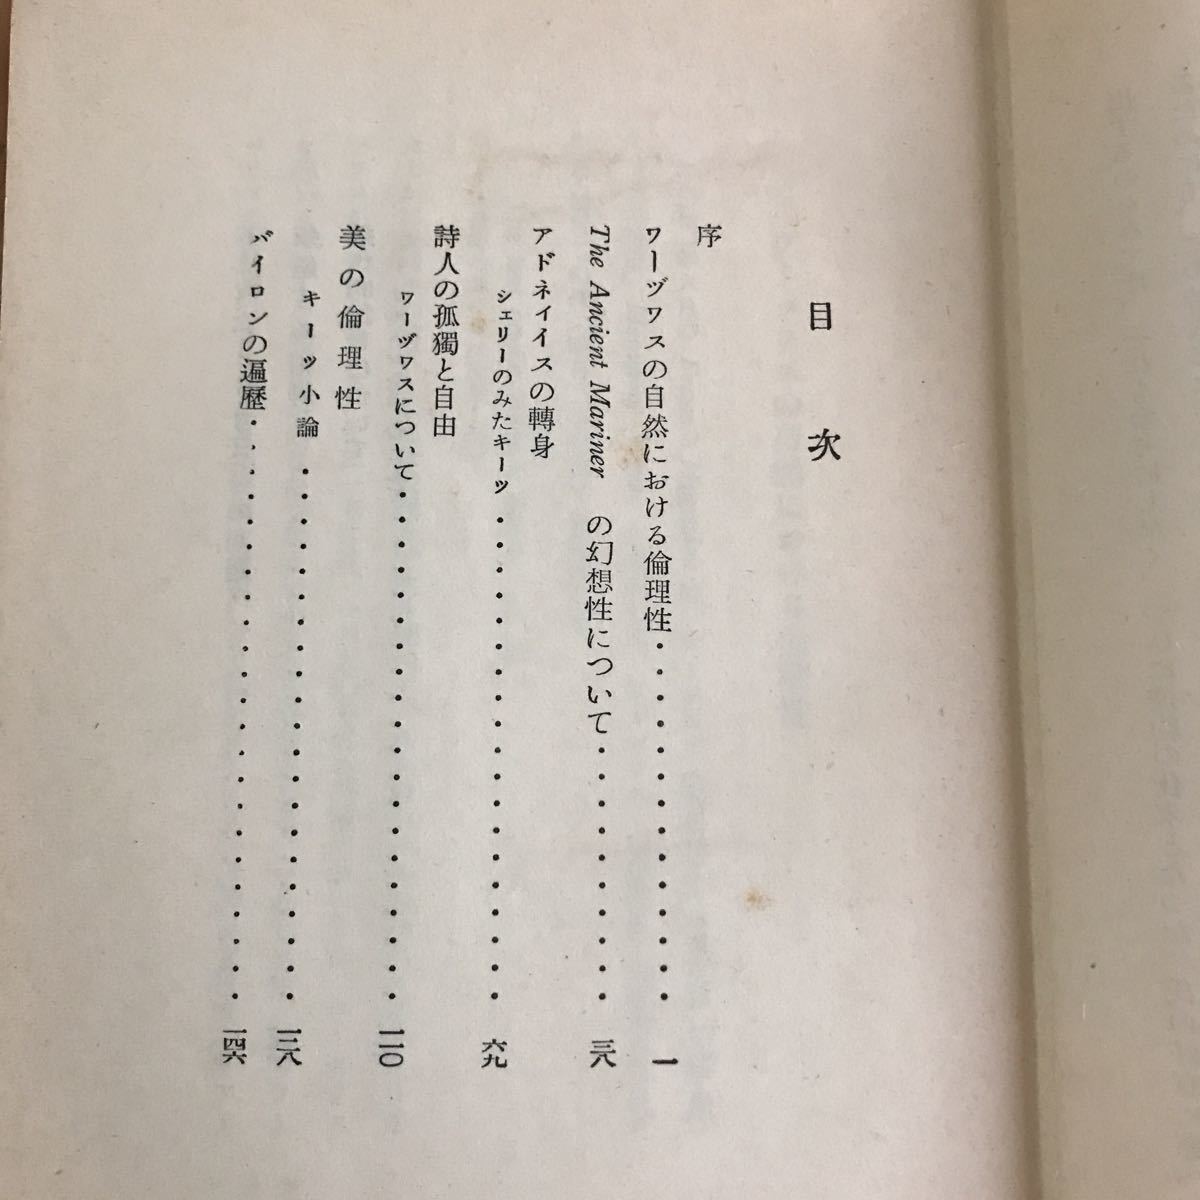 目次
序
ワーヅワスの自然における倫理性・・・・・・・・・・・・・・一
The Ancient Mariner の幻想性について・・・・・・・・・・三八
アドネイイスの轉身
シェリーのみたキーツ・・・・・・・・・・・・・・・・・・・六九
詩人の孤獨と自由
ワーヅワスについて・・・・・・・・・・・・・・・・・・・・一一〇
美の倫理性
キーツ小論・・・・・・・・・・・・・・・・・・・・・一二八
バイロンの遍歷・・・・・・・・・・・・・・・・・・・・・・・一四六